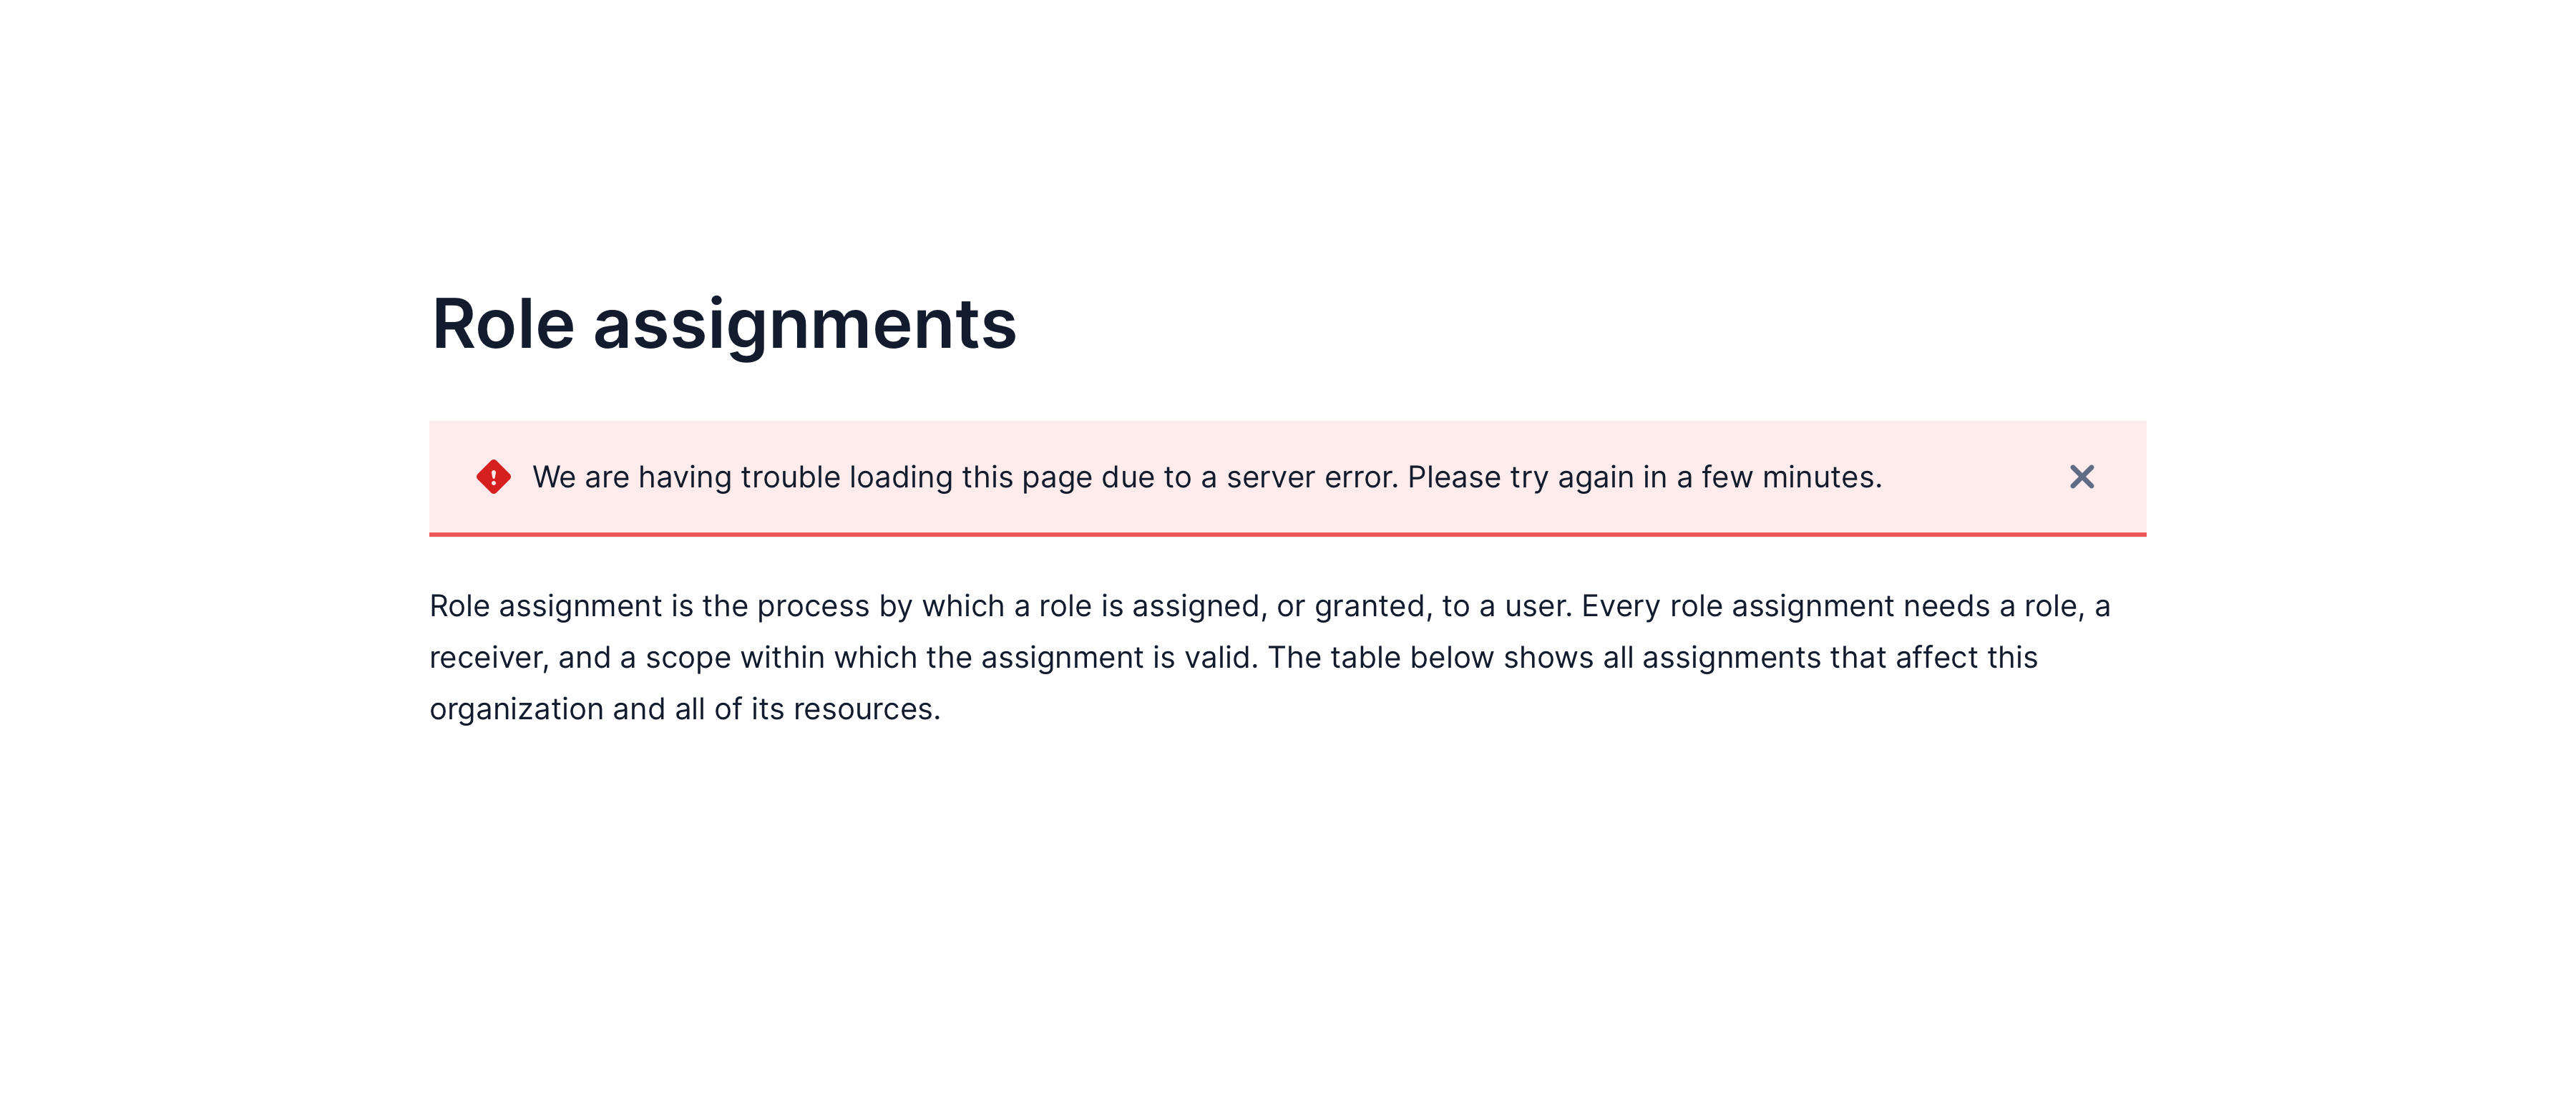 Role assignments
We are having trouble loading this page due to a server error. Please try again in a few minutes.
Role assignment is the process by which a role is assigned, or granted, to a user. Every role assignment needs a role, a
receiver, and a scope within which the assignment is valid. The table below shows all assignments that affect this
organization and all of its resources.